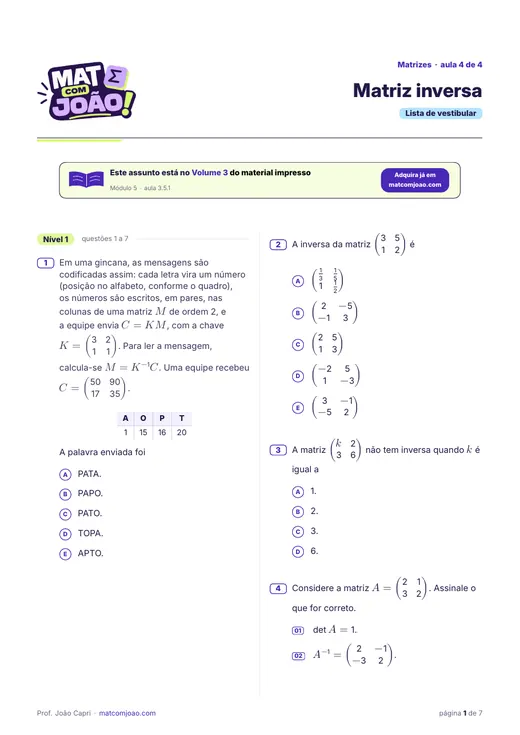 MAT Σ
COM
JOÃO!
Matrizes · aula 4 de 4
Matriz inversa
Lista de vestibular
Este assunto está no Volume 3 do material impresso
Módulo 5 · aula 3.5.1
Adquira já em
matcomjoao.com
Nível 1 questões 1 a 7
1 Em uma gincana, as mensagens são
codificadas assim: cada letra vira um número
(posição no alfabeto, conforme o quadro),
os números são escritos, em pares, nas
colunas de uma matriz M de ordem 2, e
a equipe envia C = KM, com a chave
K = (3 2
1 1). Para ler a mensagem,
calcula-se M = K⁻¹C. Uma equipe recebeu
C = (50 90
17 35).
A O P T
1 15 16 20
A palavra enviada foi
A PATA.
B PAPO.
C PATO.
D TOPA.
E APTO.
2 A inversa da matriz (3 5
1 2) é
A (1/3 1/5
1 1/2)
B (2 −5
−1 3)
C (2 5
1 3)
D (−2 5
1 −3)
E (3 −1
−5 2)
3 A matriz (k 2
3 6) não tem inversa quando k é
igual a
A 1.
B 2.
C 3.
D 6.
4 Considere a matriz A = (2 1
3 2). Assinale o
que for correto.
01 det A = 1.
02 A⁻¹ = (2 −1
−3 2).
Prof. João Capri · matcomjoao.com
página 1 de 7